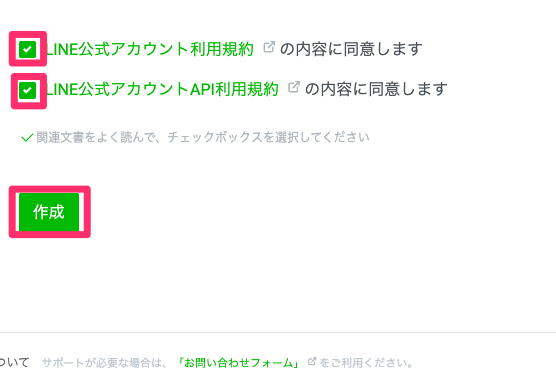 LINE公式アカウント利用規約 の内容に同意します
LINE公式アカウントAPI利用規約 の内容に同意します
関連文書をよく読んで、チェックボックスを選択してください
作成
ついて サポートが必要な場合は、「お問い合わせフォーム」 をご利用ください。